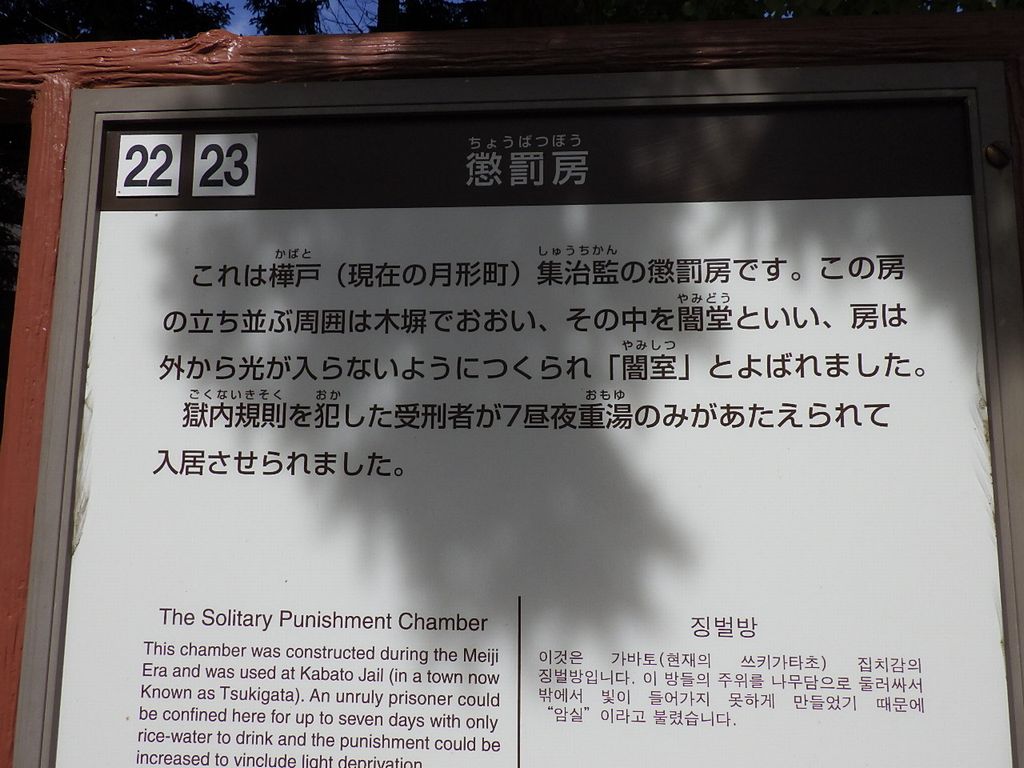 22 23
ちょうばつぼう
懲罰房
かばと しゅうちかん
これは樺戸（現在の月形町）集治監の懲罰房です。この房
やみどう
の立ち並ぶ周囲は木塀でおおい、その中を闇堂といい、房は
やみしつ
外から光が入らないようにつくられ「闇室」とよばれました。
ごくないきそく おか おもゆ
獄内規則を犯した受刑者が7昼夜重湯のみがあたえられて
入居させられました。
The Solitary Punishment Chamber
This chamber was constructed during the Meiji
Era and was used at Kabato Jail (in a town now
Known as Tsukigata). An unruly prisoner could
be confined here for up to seven days with only
rice-water to drink and the punishment could be
increased to vinclude light deprivation
징벌방
이것은 가바토(현재의 쓰키가타초) 집치감의
징벌방입니다. 이 방들의 주위를 나무담으로 둘러싸서
밖에서 빛이 들어가지 못하게 만들었기 때문에
“암실”이라고 불렸습니다.